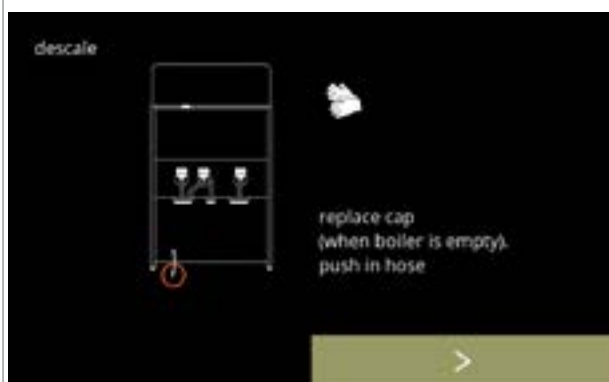 descale
replace cap
(when boiler is empty).
push in hose
>